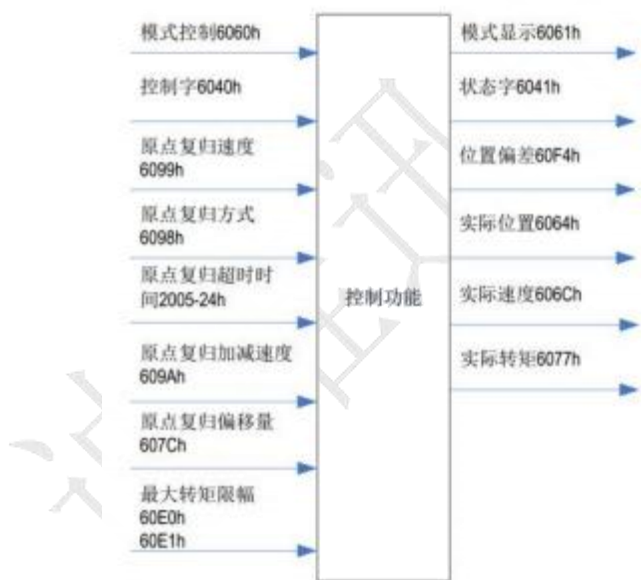 模式控制6060h
控制字6040h
原点复归速度
6099h
原点复归方式
6098h
原点复归超时时
间2005-24h
原点复归加减速度
609Ah
原点复归偏移量
607Ch
最大转矩限幅
60E0h
60E1h
控制功能
模式显示6061h
状态字6041h
位置偏差60F4h
实际位置6064h
实际速度606Ch
实际转矩6077h